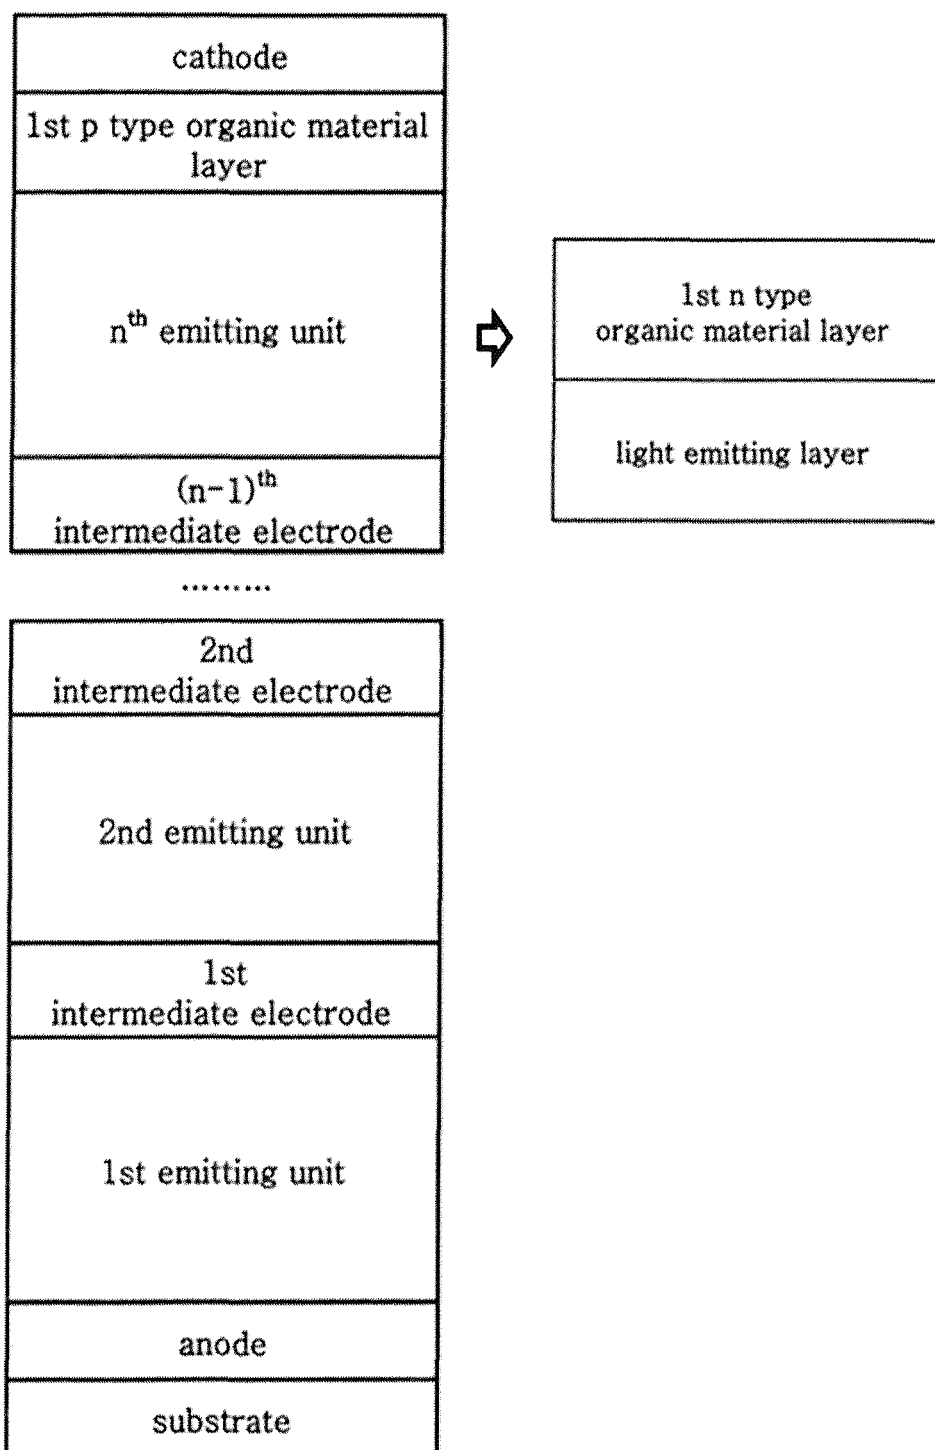 cathode
1st p type organic material
layer
nᵗʰ emitting unit
(n-1)ᵗʰ
intermediate electrode
.........
2nd
intermediate electrode
2nd emitting unit
1st
intermediate electrode
1st emitting unit
anode
substrate
1st n type
organic material layer
light emitting layer